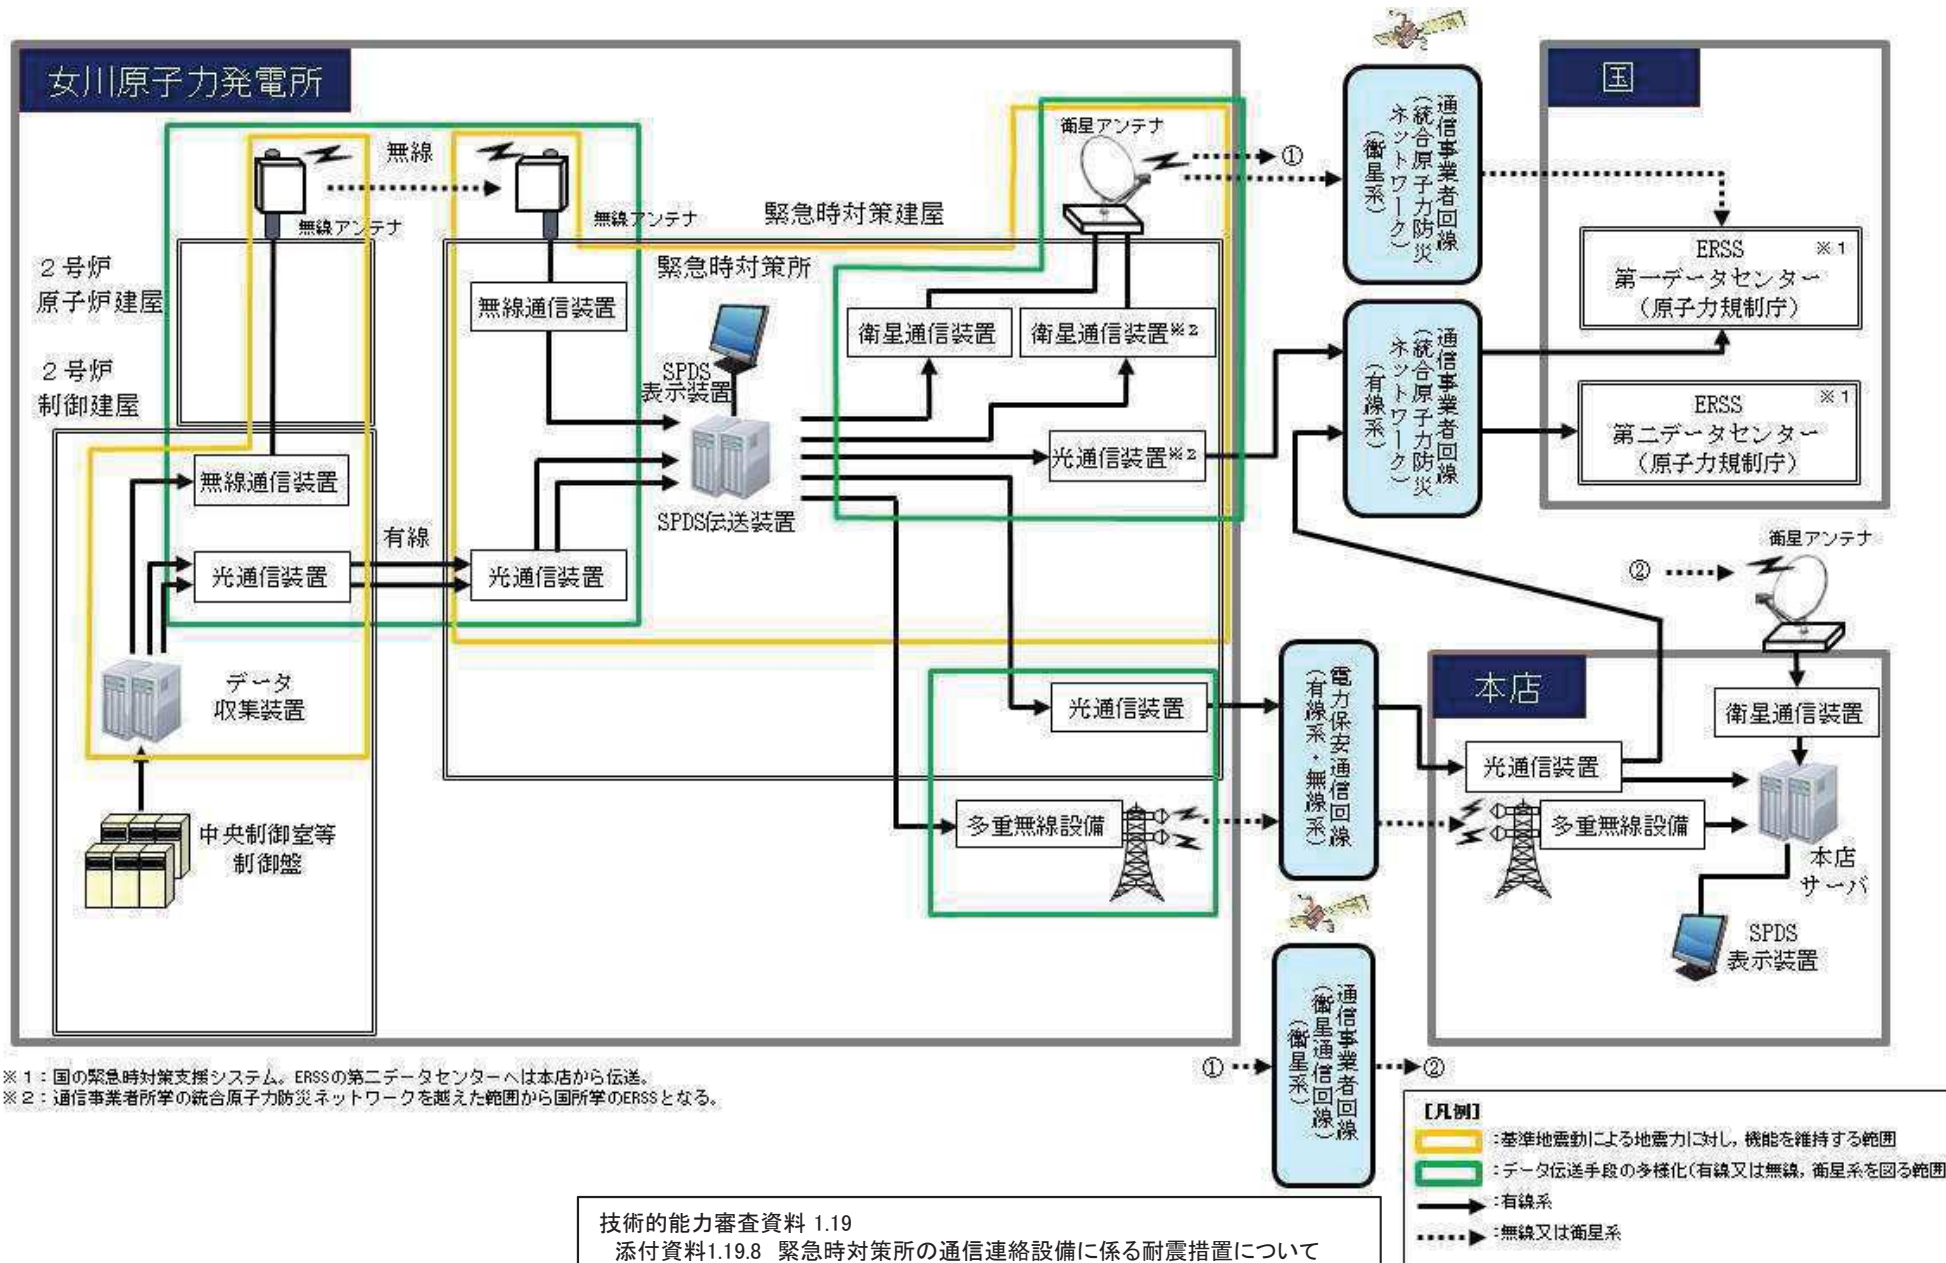 女川原子力発電所
2号炉
原子炉建屋
2号炉
制御建屋
無線
無線アンテナ
無線アンテナ
緊急時対策建屋
緊急時対策所
衛星アンテナ
①
無線通信装置
無線通信装置
SPDS
表示装置
SPDS伝送装置
衛星通信装置
衛星通信装置※2
光通信装置※2
有線
光通信装置
光通信装置
データ
収集装置
中央制御室等
制御盤
光通信装置
多重無線設備
通信事業者回線
(統合原子力防災
ネットワーク)
(衛星系)
通信事業者回線
(統合原子力防災
ネットワーク)
(有線系)
国
ERSS ※1
第一データセンター
(原子力規制庁)
ERSS ※1
第二データセンター
(原子力規制庁)
②
衛星アンテナ
電力保安通信回線
(有線系・無線系)
本店
衛星通信装置
光通信装置
多重無線設備
本店
サーバ
SPDS
表示装置
①
通信事業者回線
(衛星通信回線)
(衛星系)
②
※1:国の緊急時対策支援システム。ERSSの第二データセンターへは本店から伝送。
※2:通信事業者所掌の統合原子力防災ネットワークを越えた範囲から国所掌のERSSとなる。
[凡例]
:基準地震動による地震力に対し,機能を維持する範囲
:データ伝送手段の多様化(有線又は無線,衛星系を図る範囲
:有線系
:無線又は衛星系
技術的能力審査資料 1.19
添付資料1.19.8 緊急時対策所の通信連絡設備に係る耐震措置について